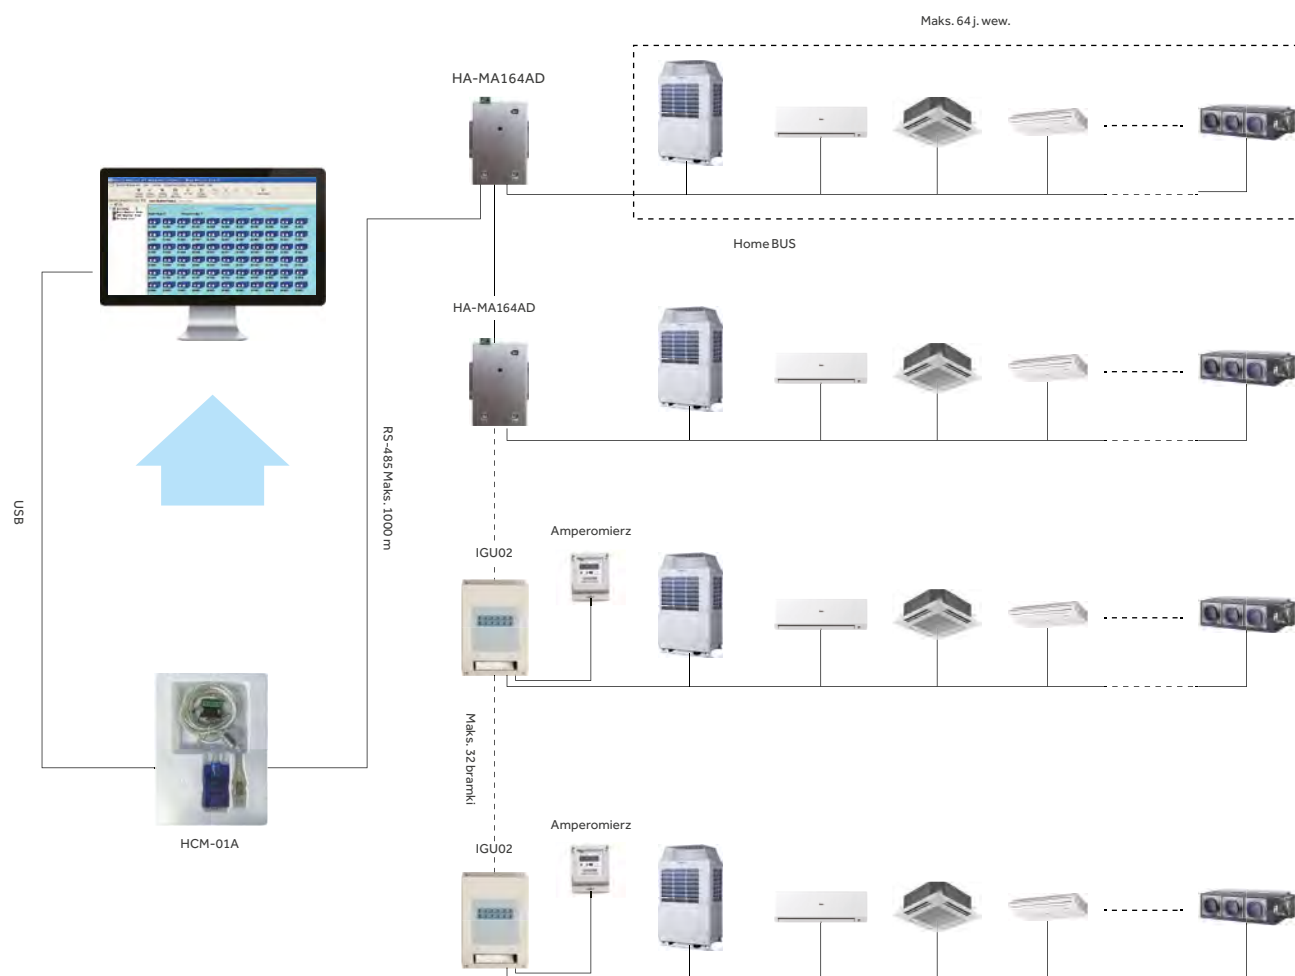 Maks. 64 j. wew.
HA-MA164AD
Home BUS
HA-MA164AD
USB
RS-485 Maks. 1000 m
Amperomierz
IGU02
Maks. 32 bramki
HCM-01A
Amperomierz
IGU02